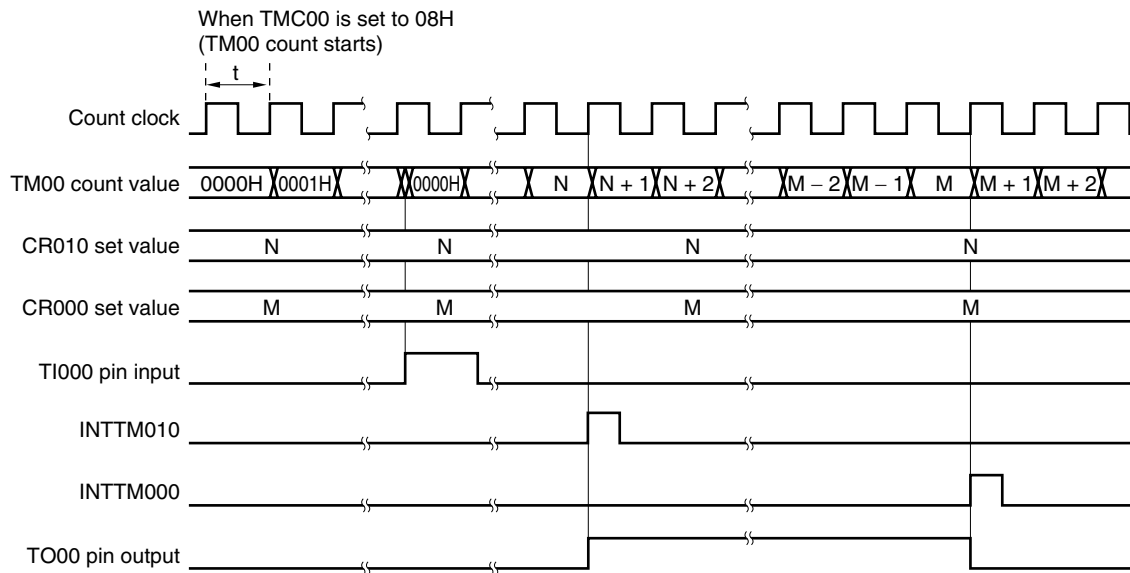 When TMC00 is set to 08H
(TM00 count starts)
t
Count clock
TM00 count value 0000H 0001H 0000H N N + 1 N + 2 M − 2 M − 1 M M + 1 M + 2
CR010 set value N N N N
CR000 set value M M M M
TI000 pin input
INTTM010
INTTM000
TO00 pin output